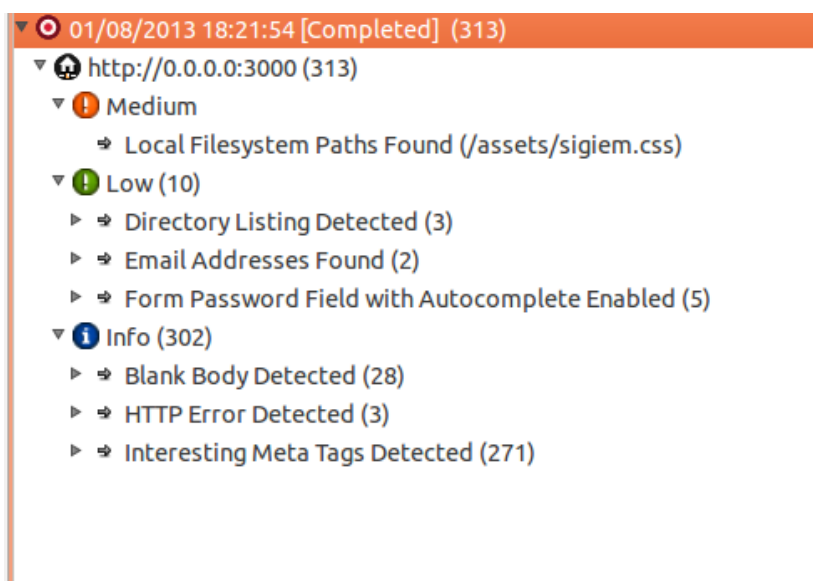 01/08/2013 18:21:54 [Completed] (313)
http://0.0.0.0:3000 (313)
Medium
Local Filesystem Paths Found (/assets/sigiem.css)
Low (10)
Directory Listing Detected (3)
Email Addresses Found (2)
Form Password Field with Autocomplete Enabled (5)
Info (302)
Blank Body Detected (28)
HTTP Error Detected (3)
Interesting Meta Tags Detected (271)